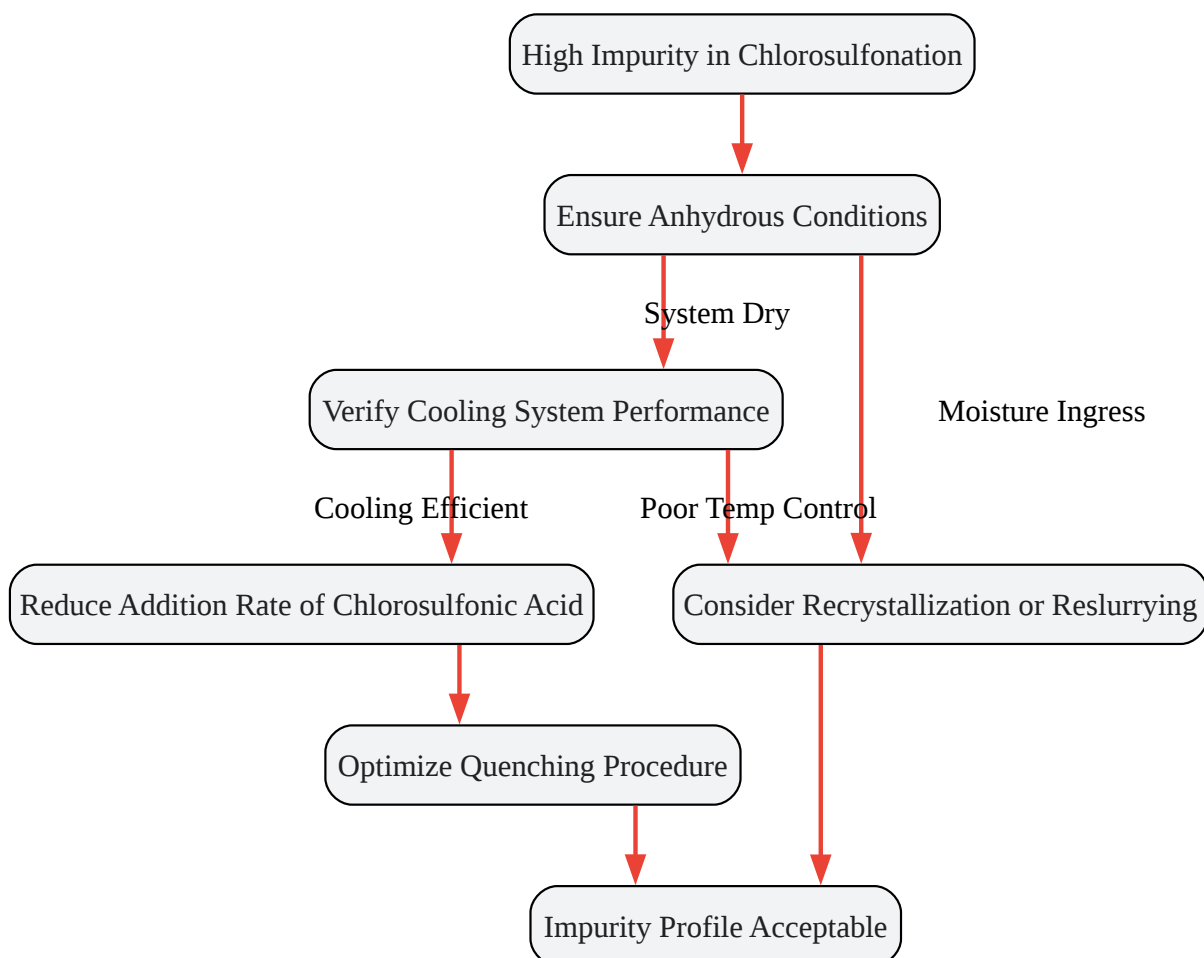 High Impurity in Chlorosulfonation
Ensure Anhydrous Conditions
System Dry
Verify Cooling System Performance
Moisture Ingress
Cooling Efficient
Poor Temp Control
Reduce Addition Rate of Chlorosulfonic Acid
Consider Recrystallization or Reslurrying
Optimize Quenching Procedure
Impurity Profile Acceptable